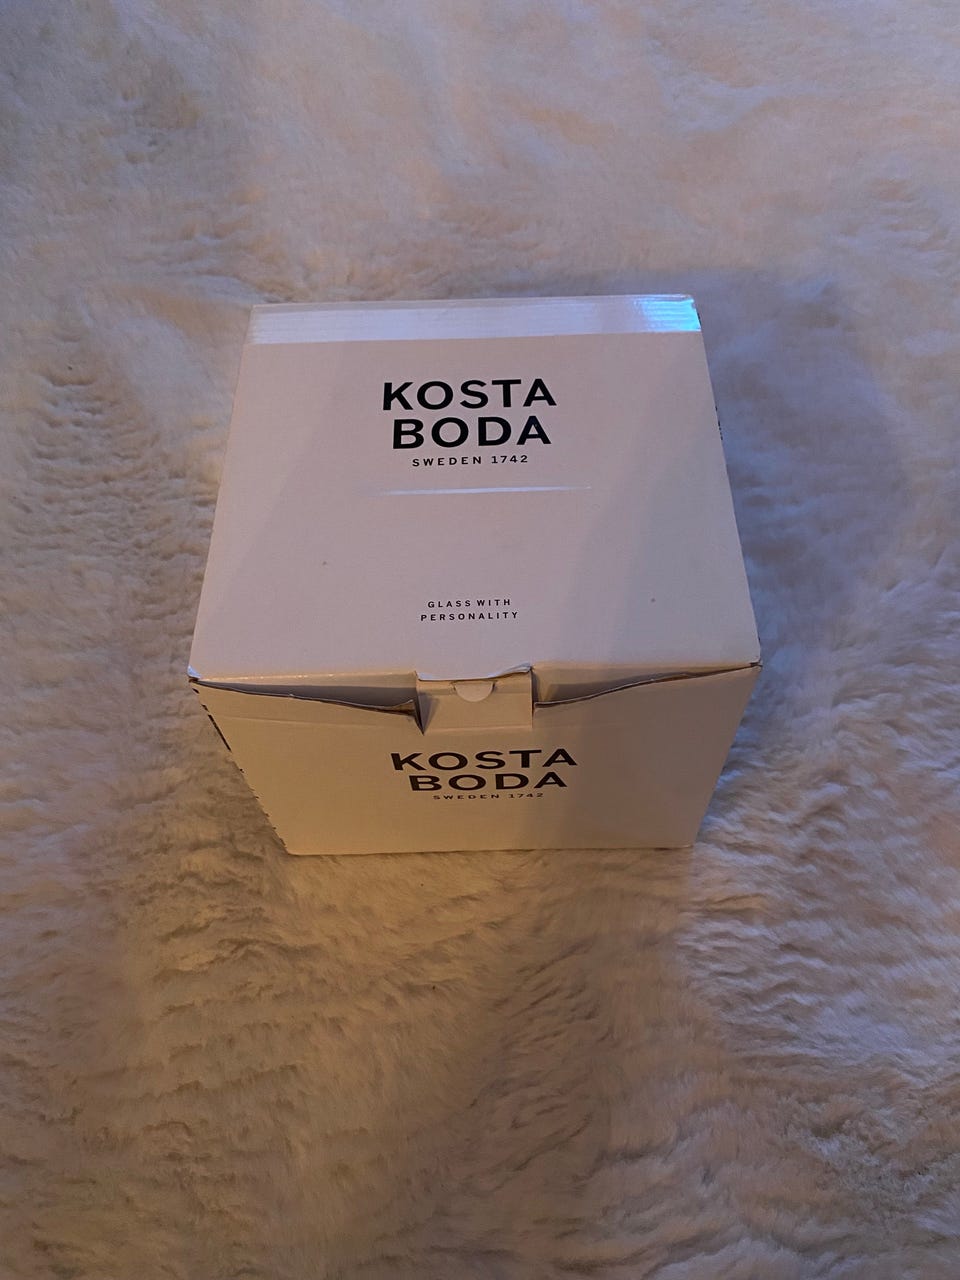 KOSTA
BODA
SWEDEN 1742
GLASS WITH
PERSONALITY
KOSTA
BODA
SWEDEN 1742